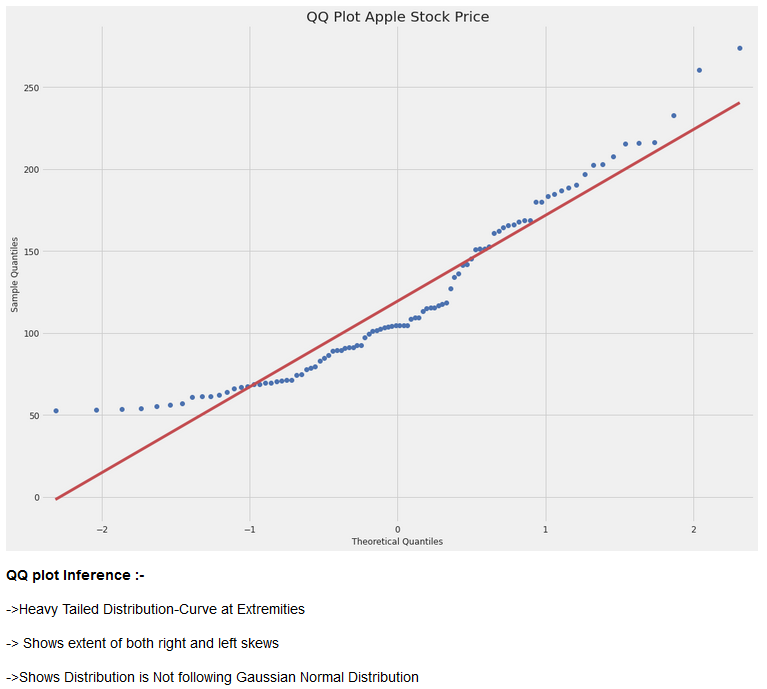 QQ Plot Apple Stock Price
250
200
150
100
50
0
Sample Quantiles
−2
−1
0
1
2
Theoretical Quantiles
QQ plot Inference :-
->Heavy Tailed Distribution-Curve at Extremities
-> Shows extent of both right and left skews
->Shows Distribution is Not following Gaussian Normal Distribution